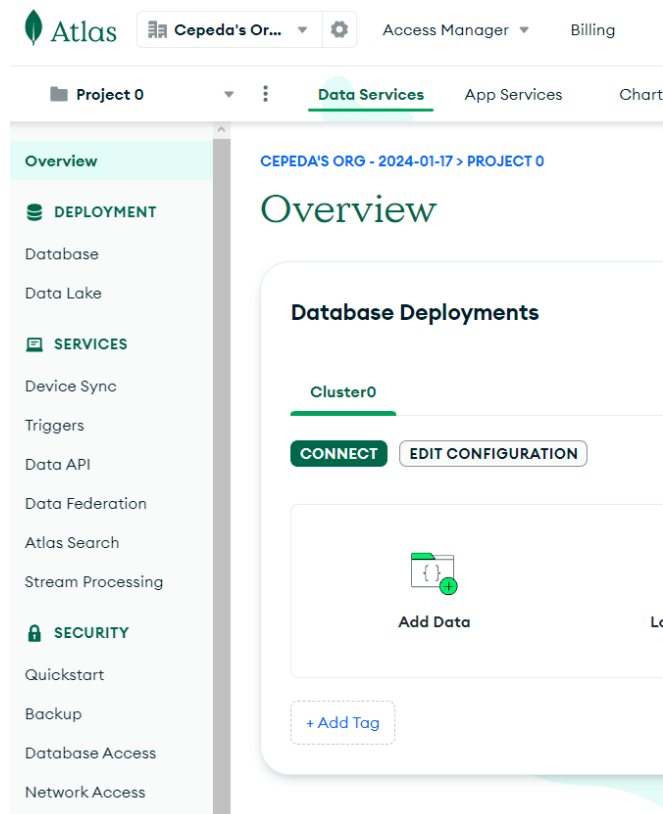 Atlas
Cepeda's Or...
Access Manager
Billing
Project 0
Data Services
App Services
Chart
Overview
DEPLOYMENT
Database
Data Lake
SERVICES
Device Sync
Triggers
Data API
Data Federation
Atlas Search
Stream Processing
SECURITY
Quickstart
Backup
Database Access
Network Access
CEPEDA'S ORG - 2024-01-17 > PROJECT 0
Overview
Database Deployments
Cluster0
CONNECT
EDIT CONFIGURATION
{ }
Add Data
Lo
+ Add Tag